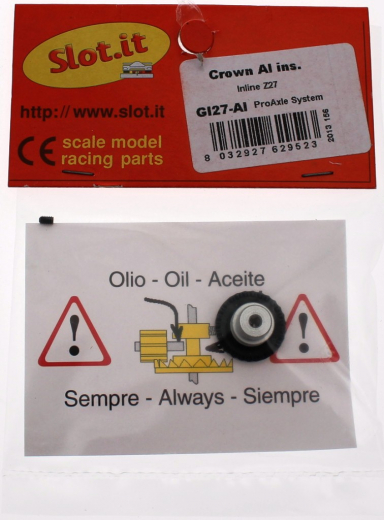 Slot.it
http://www.slot.it
CE scale model
racing parts
Crown Al ins.
Inline Z27
GI27-Al ProAxle System
8 032927 629523
2013 156
Olio - Oil - Aceite
! !
Sempre - Always - Siempre